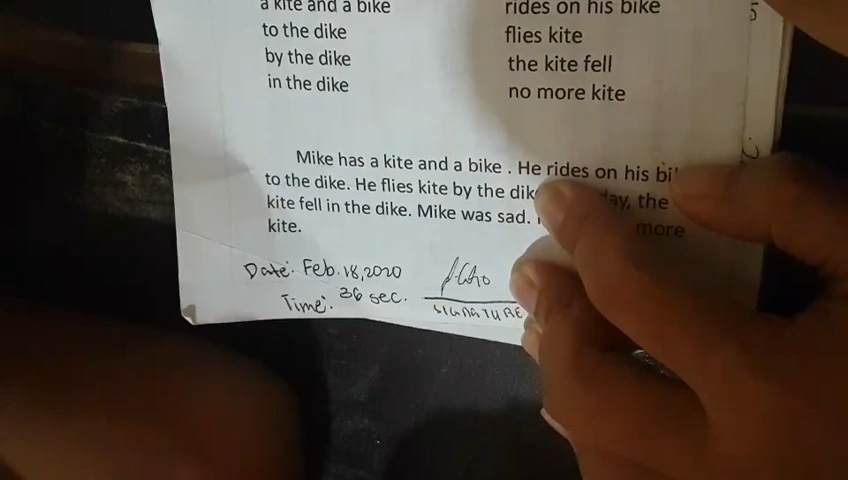 a kite and a bike
to the dike
by the dike
in the dike
rides on his bike
flies kite
the kite fell
no more kite
Mike has a kite and a bike . He rides on his
to the dike. He flies kite by the the
kite fell in the dike. Mike was sad. more
kite.
Date: Feb. 18, 2020
Time: 36 sec.
SIGNATURE